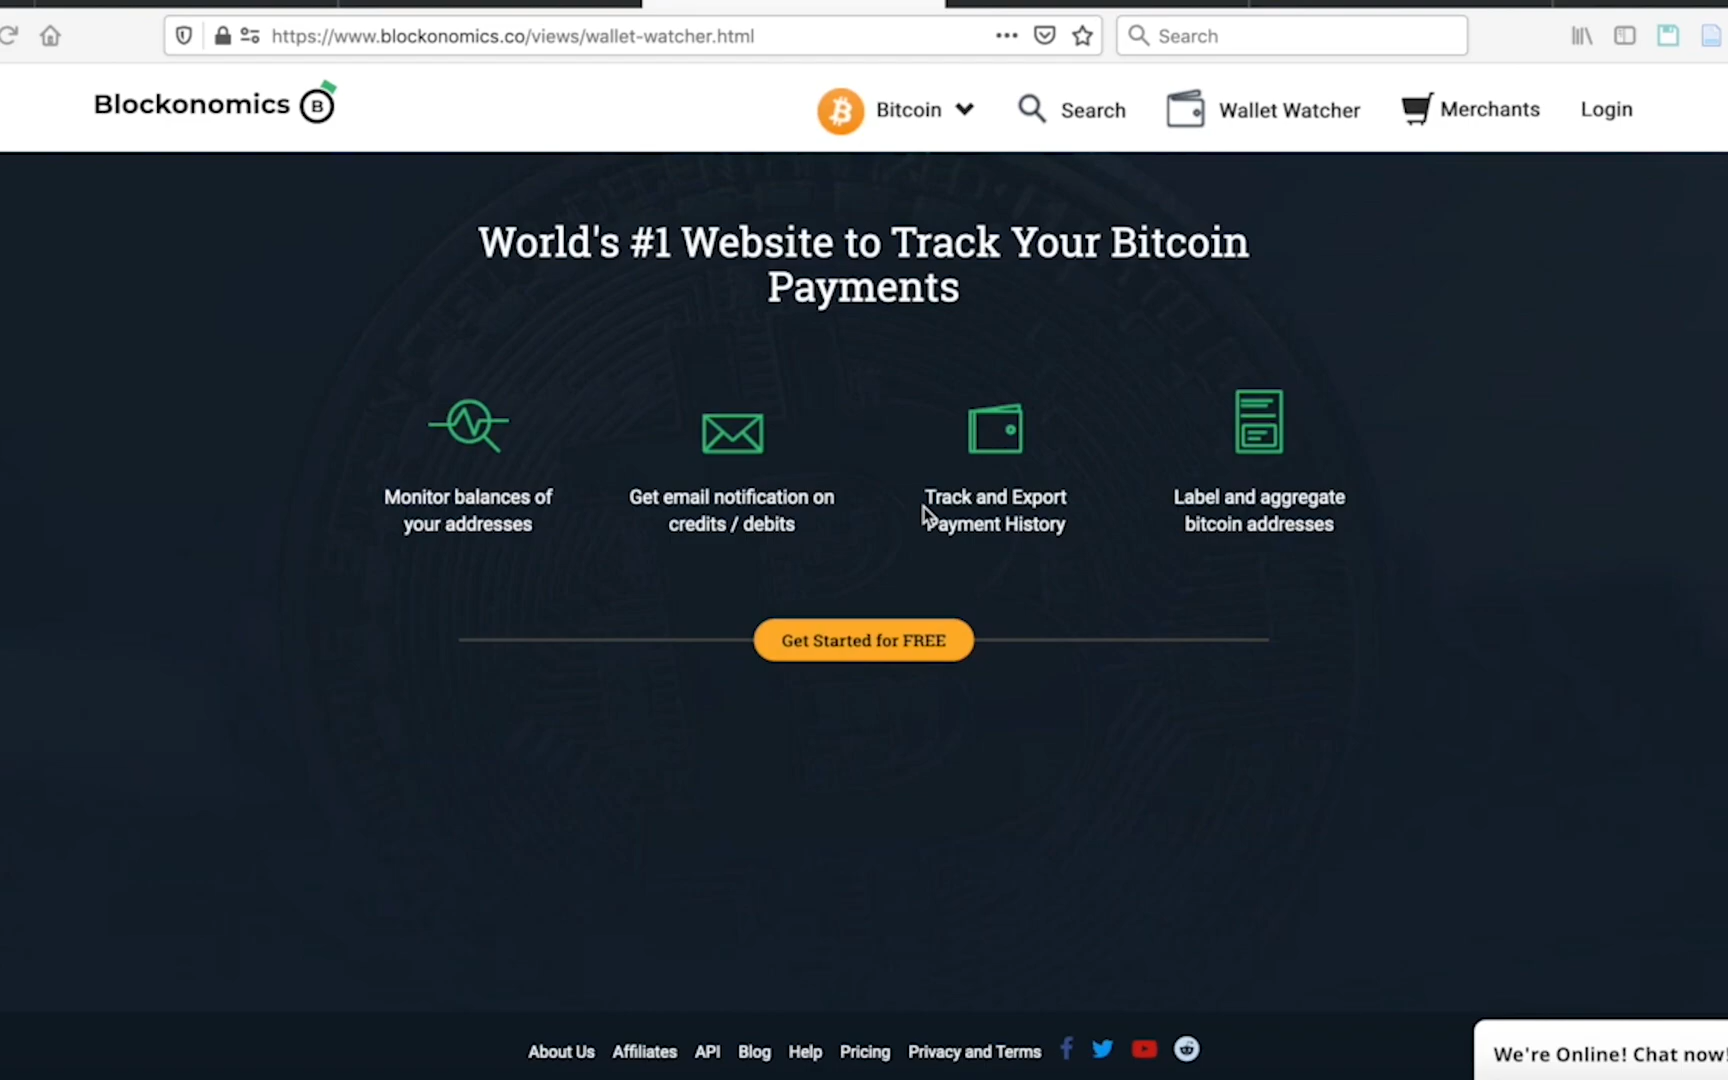 https://www.blockonomics.co/views/wallet-watcher.html
Search
Blockonomics B
Bitcoin
Search
Wallet Watcher
Merchants
Login
World's #1 Website to Track Your Bitcoin
Payments
Monitor balances of
your addresses
Get email notification on
credits / debits
Track and Export
Payment History
Label and aggregate
bitcoin addresses
Get Started for FREE
About Us
Affiliates
API
Blog
Help
Pricing
Privacy and Terms
We're Online! Chat now!